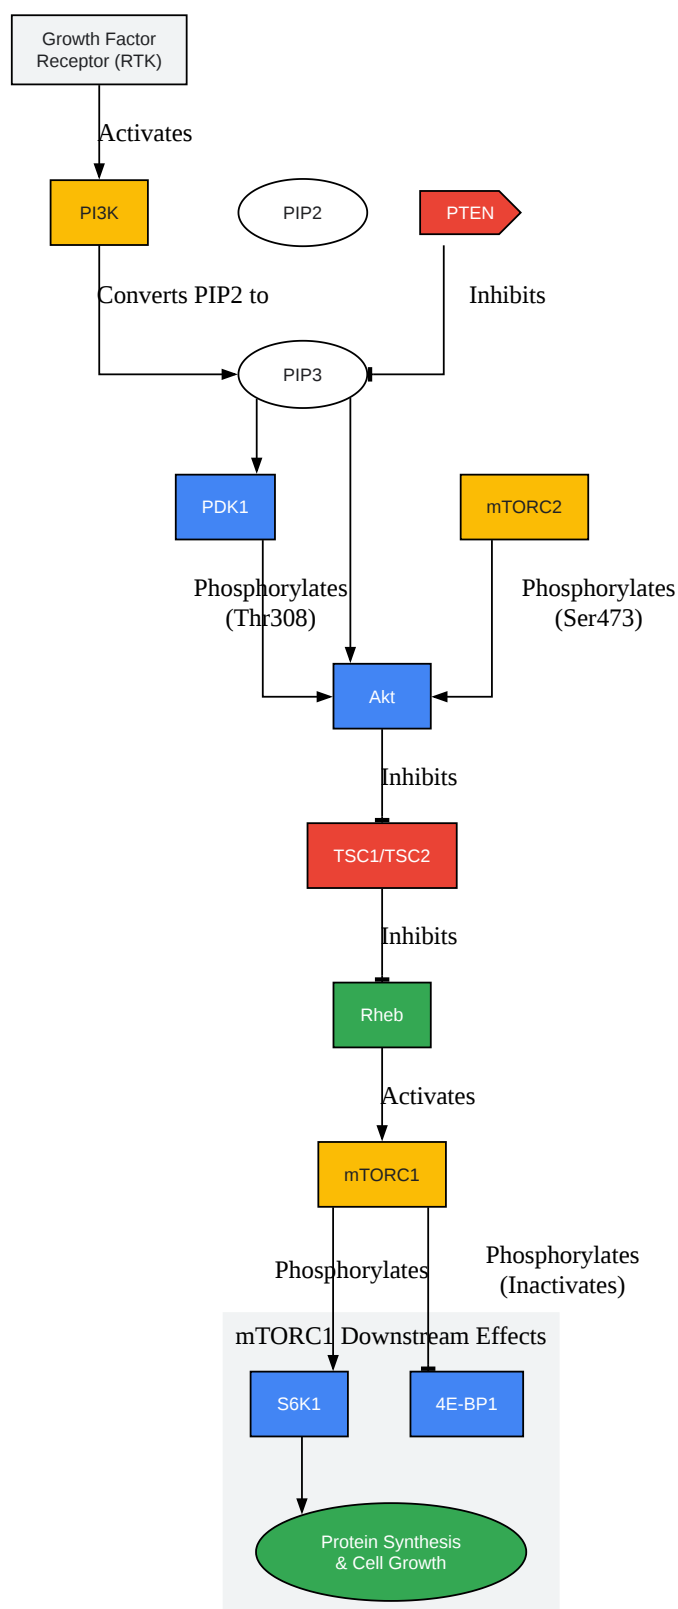 Growth Factor
Receptor (RTK)
Activates
PI3K
PIP2
PTEN
Converts PIP2 to
Inhibits
PIP3
PDK1
mTORC2
Phosphorylates
(Thr308)
Phosphorylates
(Ser473)
Akt
Inhibits
TSC1/TSC2
Inhibits
Rheb
Activates
mTORC1
Phosphorylates
Phosphorylates
(Inactivates)
mTORC1 Downstream Effects
S6K1
4E-BP1
Protein Synthesis
& Cell Growth